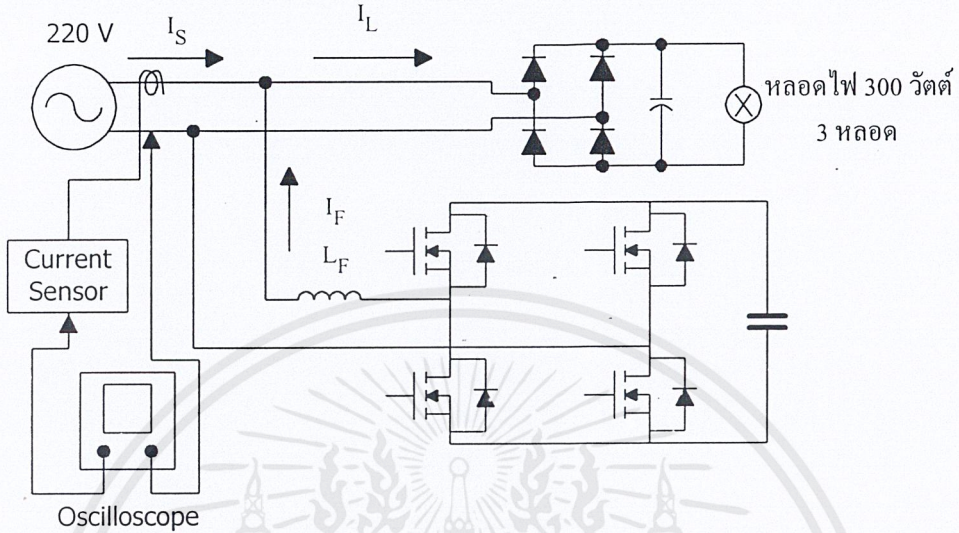 220 V
I_S
I_L
หลอดไฟ 300 วัตต์
3 หลอด
I_F
L_F
Current
Sensor
Oscilloscope